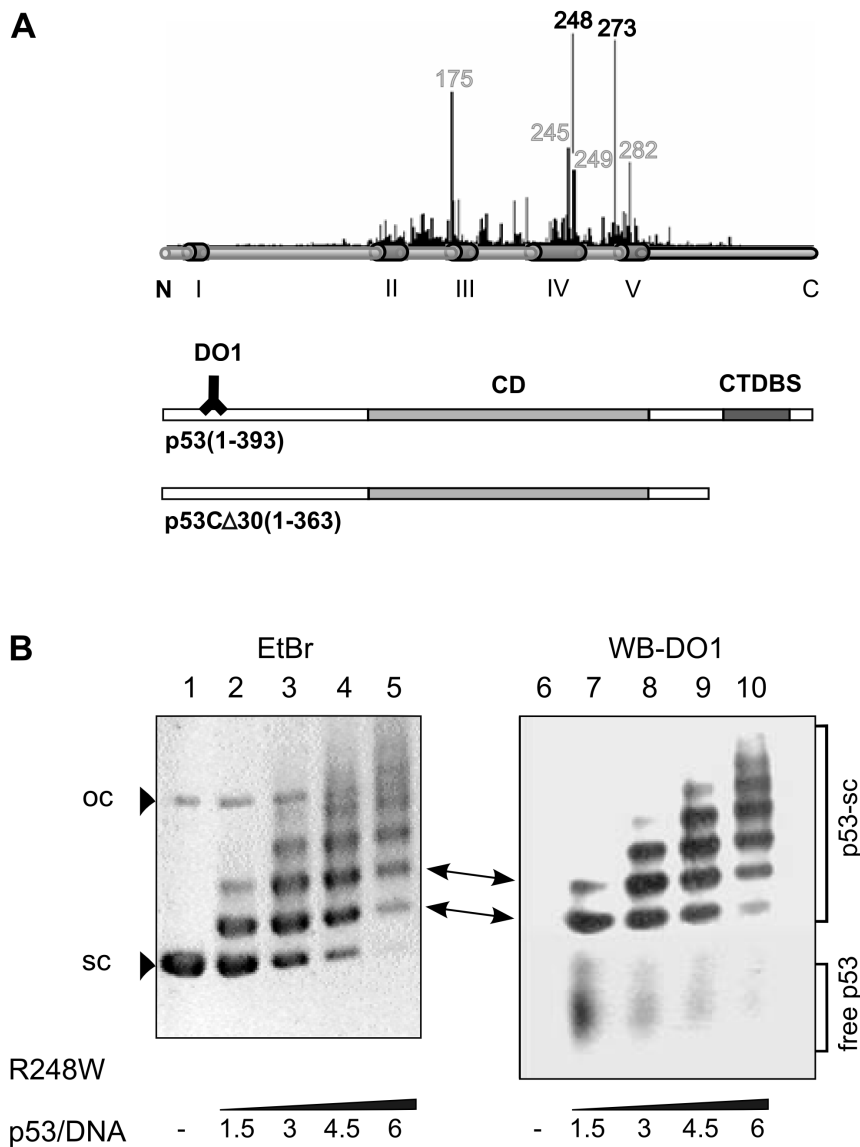 A
248 273
175
245
249 282
N I II III IV V C
DO1
CD
CTDBS
p53(1-393)
p53CΔ30(1-363)
B
EtBr
WB-DO1
1 2 3 4 5
6 7 8 9 10
oc
sc
p53-sc
free p53
R248W
p53/DNA - 1.5 3 4.5 6 - 1.5 3 4.5 6